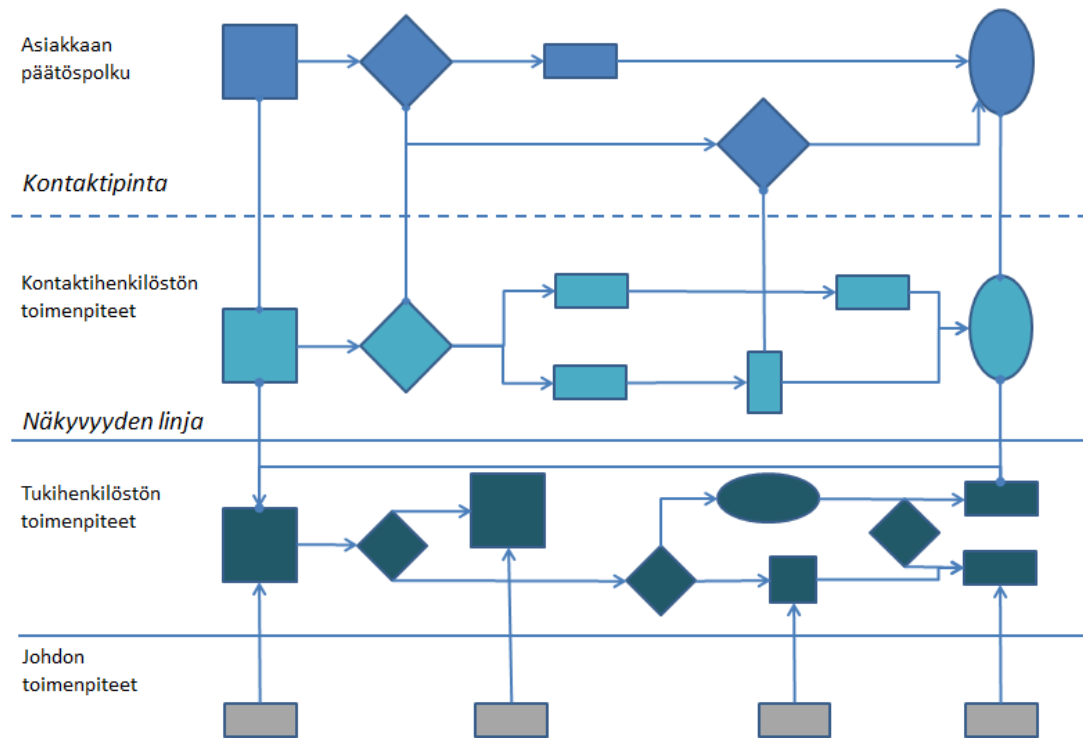 Asiakkaan
päätöspolku
Kontaktipinta
Kontaktihenkilöstön
toimenpiteet
Näkyvyyden linja
Tukihenkilöstön
toimenpiteet
Johdon
toimenpiteet